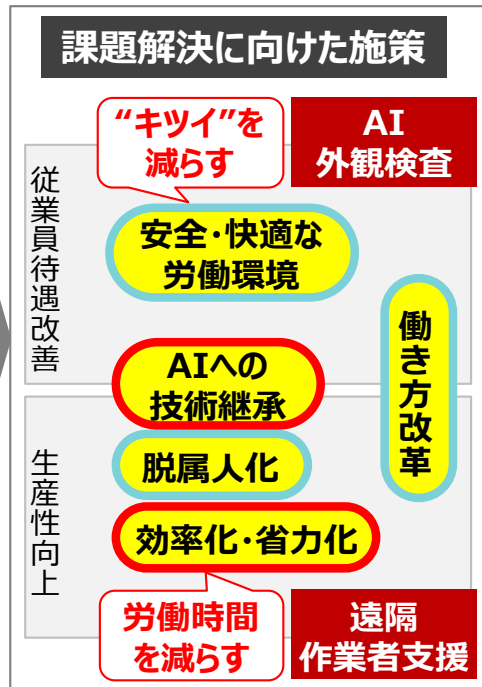 課題解決に向けた施策
“キツイ”を
減らす
AI
外観検査
従業員待遇改善
安全・快適な
労働環境
働き方改革
AIへの
技術継承
生産性向上
脱属人化
効率化・省力化
労働時間
を減らす
遠隔
作業者支援